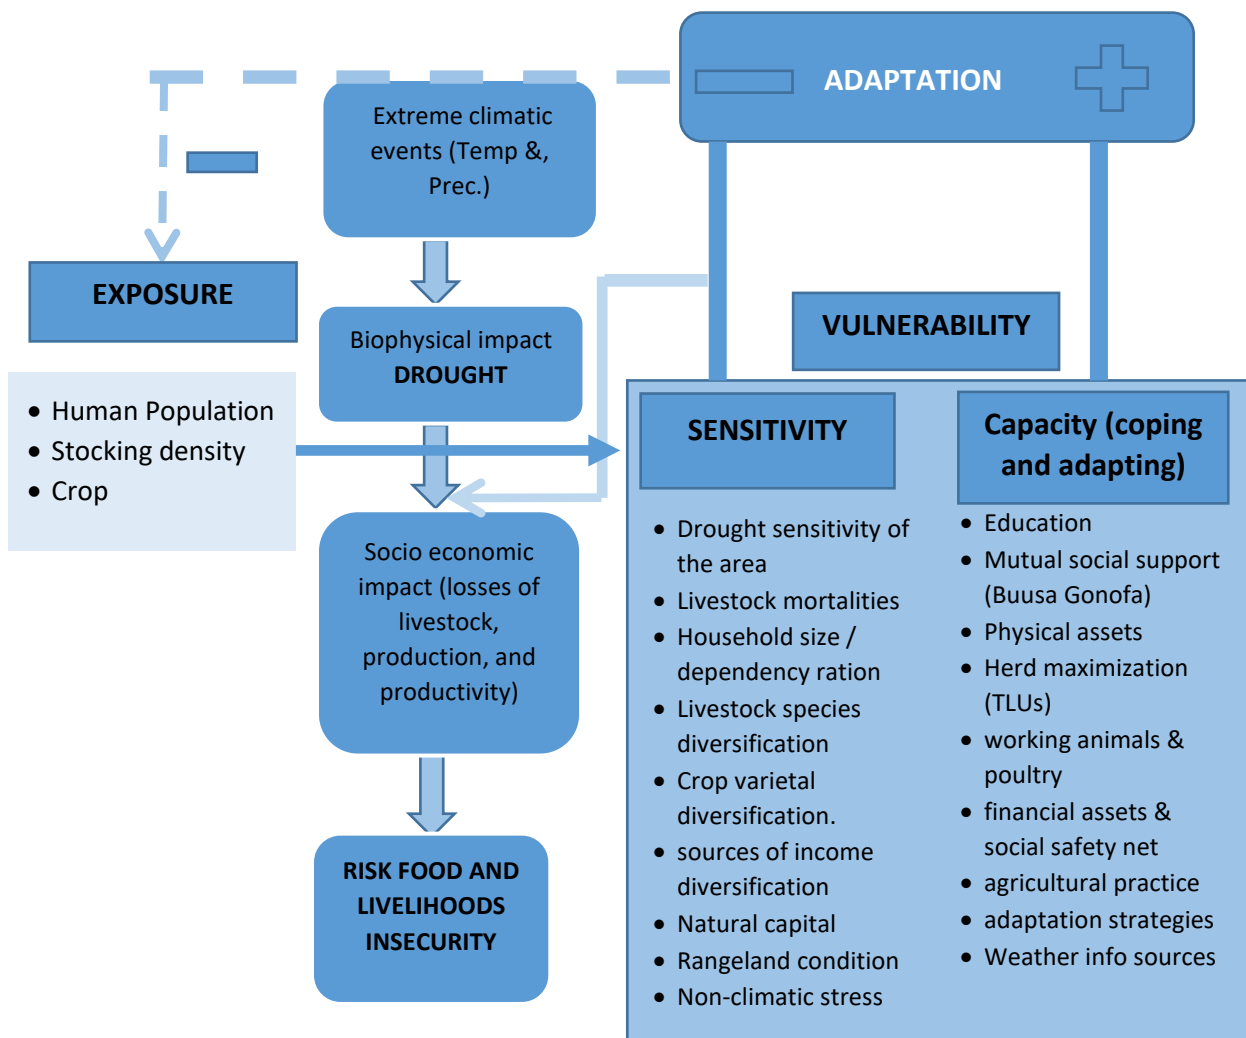 ADAPTATION
Extreme climatic
events (Temp &,
Prec.)
EXPOSURE
• Human Population
• Stocking density
• Crop
Biophysical impact
DROUGHT
Socio economic
impact (losses of
livestock,
production, and
productivity)
RISK FOOD AND
LIVELIHOODS
INSECURITY
VULNERABILITY
SENSITIVITY
• Drought sensitivity of
the area
• Livestock mortalities
• Household size /
dependency ration
• Livestock species
diversification
• Crop varietal
diversification.
• sources of income
diversification
• Natural capital
• Rangeland condition
• Non-climatic stress
Capacity (coping
and adapting)
• Education
• Mutual social support
(Buusa Gonofa)
• Physical assets
• Herd maximization
(TLUs)
• working animals &
poultry
• financial assets &
social safety net
• agricultural practice
• adaptation strategies
• Weather info sources